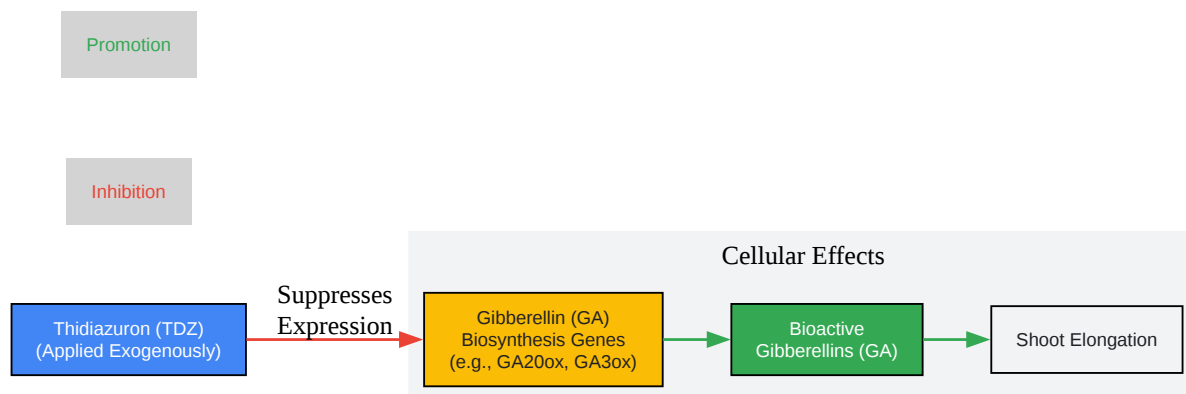 Promotion
Inhibition
Cellular Effects
Suppresses
Expression
Thidiazuron (TDZ)
(Applied Exogenously)
Gibberellin (GA)
Biosynthesis Genes
(e.g., GA20ox, GA3ox)
Bioactive
Gibberellins (GA)
Shoot Elongation